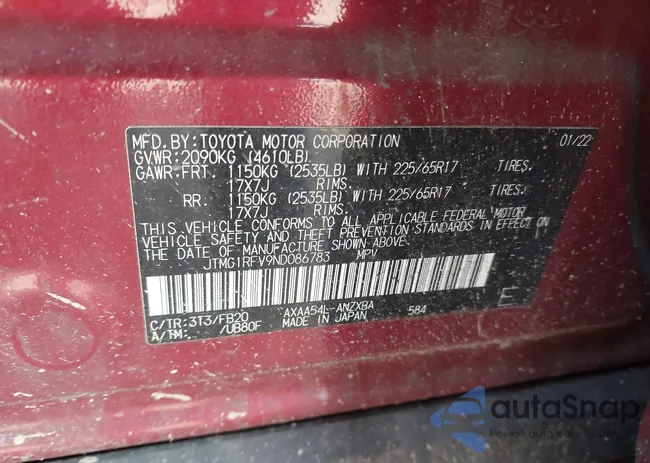 MFD. BY: TOYOTA MOTOR CORPORATION 01/22
GVWR: 2090KG (4610LB)
GAWR: FRT. 1150KG (2535LB) WITH 225/65R17 TIRES.
17X7J RIMS.
RR. 1150KG (2535LB) WITH 225/65R17 TIRES.
17X7J RIMS.
THIS VEHICLE CONFORMS TO ALL APPLICABLE FEDERAL MOTOR
VEHICLE SAFETY AND THEFT PREVENTION STANDARDS IN EFFECT ON
THE DATE OF MANUFACTURE SHOWN ABOVE.
JTMG1RFV9ND086783 MPV
C/TR: 3T3/FB20 AXAA54L-ANZXBA 584
A/TM: /UB80F MADE IN JAPAN E
autoSnap
Pewne auta z